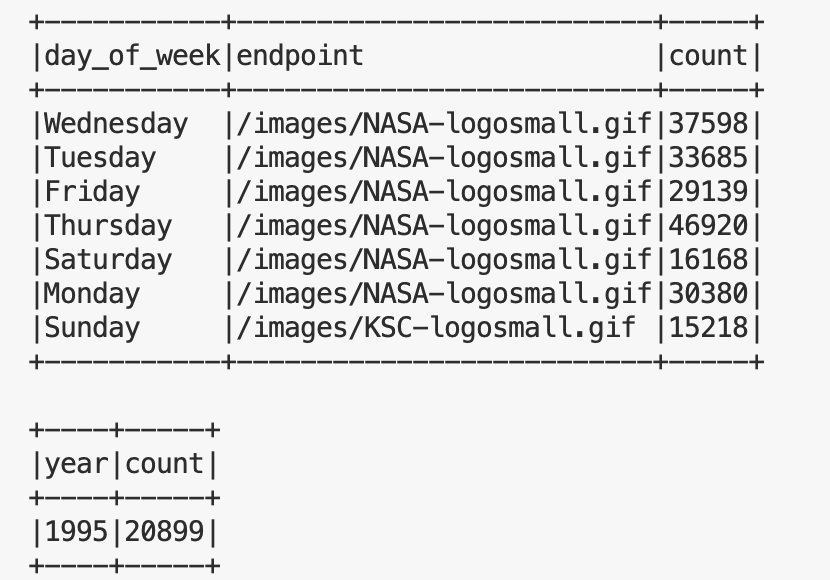 +-----------+--------------------------+-----+
|day_of_week|endpoint                  |count|
+-----------+--------------------------+-----+
|Wednesday  |/images/NASA-logosmall.gif|37598|
|Tuesday    |/images/NASA-logosmall.gif|33685|
|Friday     |/images/NASA-logosmall.gif|29139|
|Thursday   |/images/NASA-logosmall.gif|46920|
|Saturday   |/images/NASA-logosmall.gif|16168|
|Monday     |/images/NASA-logosmall.gif|30380|
|Sunday     |/images/KSC-logosmall.gif |15218|
+-----------+--------------------------+-----+
+----+-----+
|year|count|
+----+-----+
|1995|20899|
+----+-----+